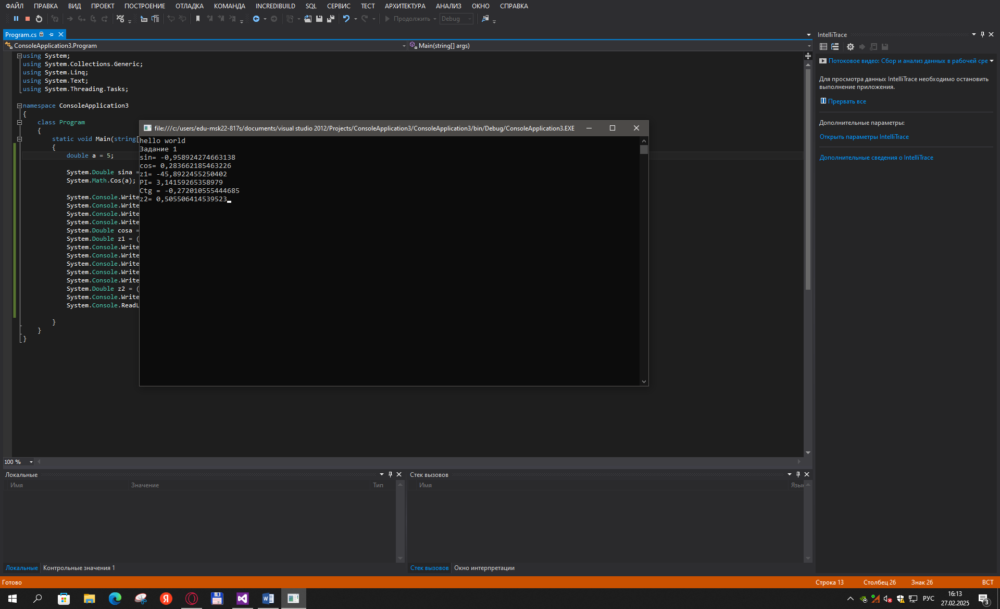 ФАЙЛ ПРАВКА ВИД ПРОЕКТ ПОСТРОЕНИЕ ОТЛАДКА КОМАНДА INCREDIBUILD SQL СЕРВИС ТЕСТ АРХИТЕКТУРА АНАЛИЗ ОКНО СПРАВКА
Продолжить Debug
Program.cs
ConsoleApplication3.Program
Main(string[] args)
using System;
using System.Collections.Generic;
using System.Linq;
using System.Text;
using System.Threading.Tasks;
namespace ConsoleApplication3
{
class Program
{
static void Main(string[
{
double a = 5;
System.Double sina =
System.Math.Cos(a);
System.Console.Write
System.Console.Write
System.Console.Write
System.Console.Write
System.Double cosa =
System.Double z1 = (
System.Console.Write
System.Console.Write
System.Console.Write
System.Console.Write
System.Console.Write
System.Double z2 = (
System.Console.Write
System.Console.ReadL
}
}
}
file:///c:/users/edu-msk22-817s/documents/visual studio 2012/Projects/ConsoleApplication3/ConsoleApplication3/bin/Debug/ConsoleApplication3.EXE
hello world
Задание 1
sin= -0,958924274663138
cos= 0,283662185463226
z1= -45,8922455250402
PI= 3,14159265358979
Ctg = -0,272010555444685
z2= 0,505506414539523
IntelliTrace
Потоковое видео: Сбор и анализ данных в рабочей сре
Для просмотра данных IntelliTrace необходимо остановить
выполнение приложения.
Прервать все
Дополнительные параметры:
Открыть параметры IntelliTrace
Дополнительные сведения о IntelliTrace
100 %
Локальные
Имя Значение Тип
Локальные Контрольные значения 1
Стек вызовов
Имя Язык
Стек вызовов Окно интерпретации
Готово Строка 13 Столбец 26 Знак 26 ВСТ
РУС
16:13
27.02.2025
3